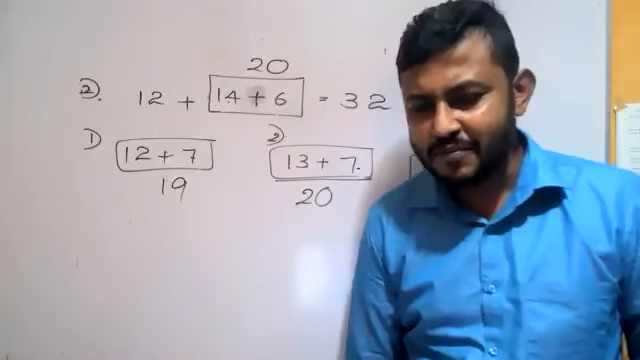 20
2). 12 + 14 + 6 = 32
1) 12 + 7 2) 13 + 7
19 20